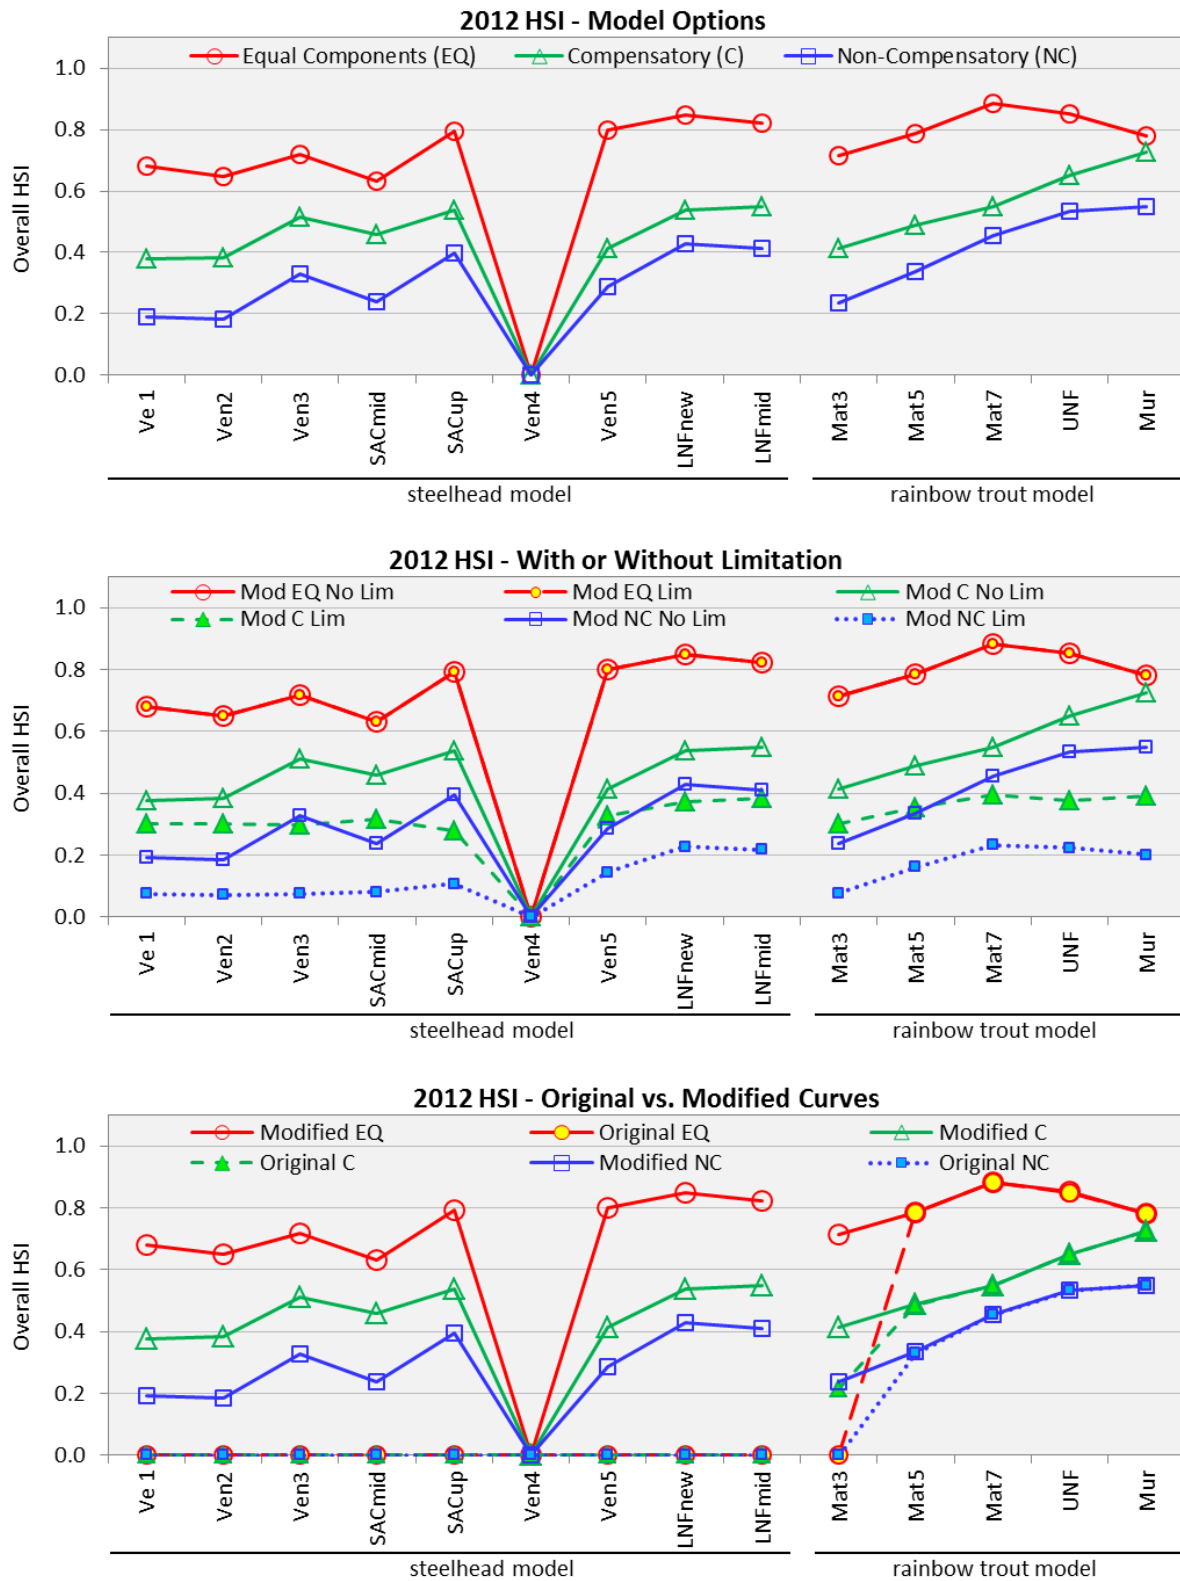 2012 HSI - Model Options
Equal Components (EQ) Compensatory (C) Non-Compensatory (NC)
1.0
0.8
0.6
0.4
0.2
0.0
Overall HSI
Ve 1 Ven2 Ven3 SACmid SACup Ven4 Ven5 LNFnew LNFmid Mat3 Mat5 Mat7 UNF Mur
steelhead model rainbow trout model
2012 HSI - With or Without Limitation
Mod EQ No Lim Mod EQ Lim Mod C No Lim
Mod C Lim Mod NC No Lim Mod NC Lim
1.0
0.8
0.6
0.4
0.2
0.0
Overall HSI
Ve 1 Ven2 Ven3 SACmid SACup Ven4 Ven5 LNFnew LNFmid Mat3 Mat5 Mat7 UNF Mur
steelhead model rainbow trout model
2012 HSI - Original vs. Modified Curves
Modified EQ Original EQ Modified C
Original C Modified NC Original NC
1.0
0.8
0.6
0.4
0.2
0.0
Overall HSI
Ve 1 Ven2 Ven3 SACmid SACup Ven4 Ven5 LNFnew LNFmid Mat3 Mat5 Mat7 UNF Mur
steelhead model rainbow trout model